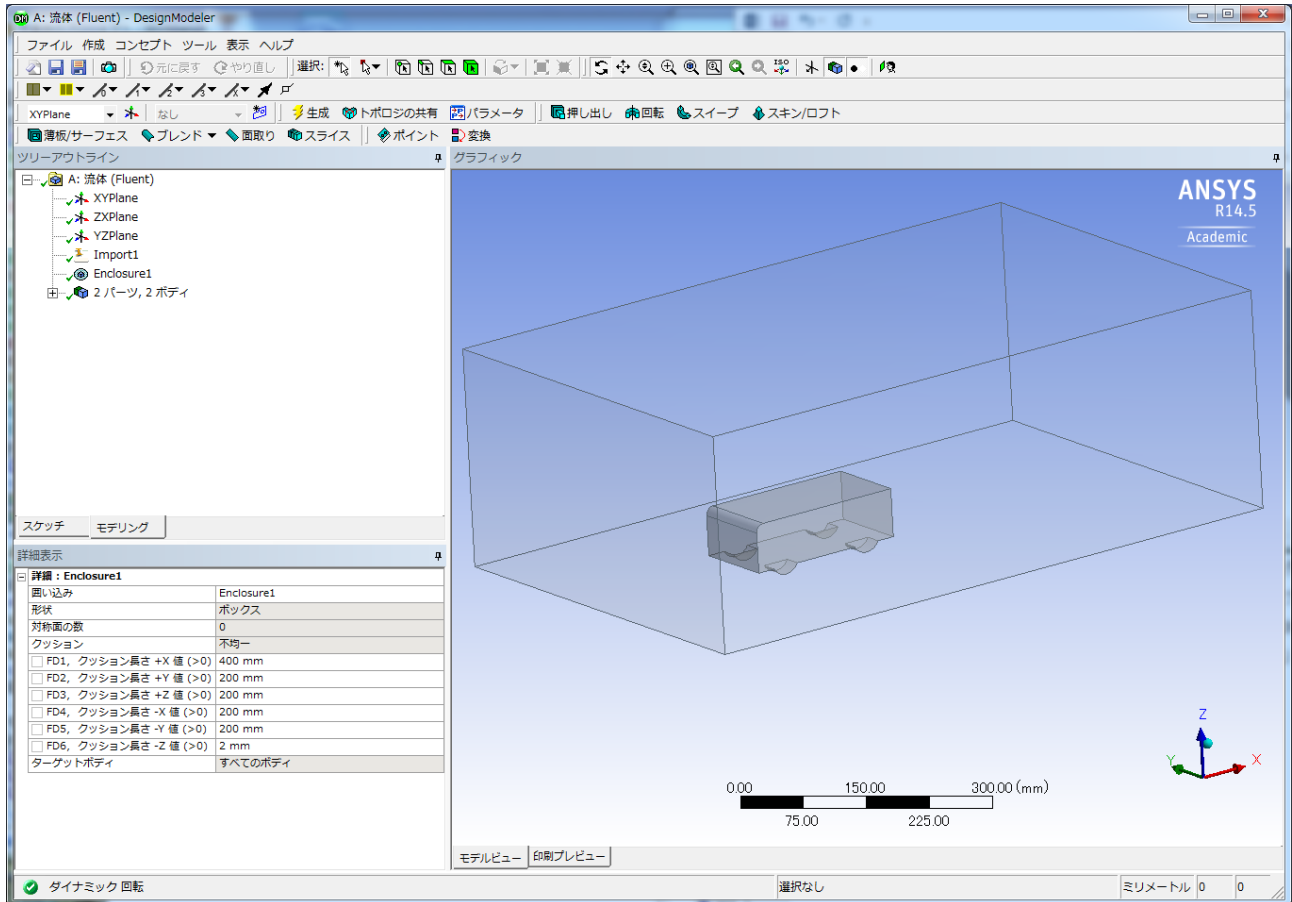 A: 流体 (Fluent) - DesignModeler
ファイル 作成 コンセプト ツール 表示 ヘルプ
元に戻す やり直し 選択:
XYPlane なし 生成 トポロジの共有 パラメータ 押し出し 回転 スイープ スキン/ロフト
薄板/サーフェス ブレンド 面取り スライス ポイント 変換
ツリーアウトライン
A: 流体 (Fluent)
XYPlane
ZXPlane
YZPlane
Import1
Enclosure1
2 パーツ, 2 ボディ
スケッチ モデリング
詳細表示
詳細：Enclosure1
囲い込み Enclosure1
形状 ボックス
対称面の数 0
クッション 不均一
FD1, クッション長さ +X 値 (>0) 400 mm
FD2, クッション長さ +Y 値 (>0) 200 mm
FD3, クッション長さ +Z 値 (>0) 200 mm
FD4, クッション長さ -X 値 (>0) 200 mm
FD5, クッション長さ -Y 値 (>0) 200 mm
FD6, クッション長さ -Z 値 (>0) 2 mm
ターゲットボディ すべてのボディ
グラフィック
ANSYS
R14.5
Academic
Z
Y
X
0.00 150.00 300.00 (mm)
75.00 225.00
モデルビュー 印刷プレビュー
ダイナミック 回転 選択なし ミリメートル 0 0